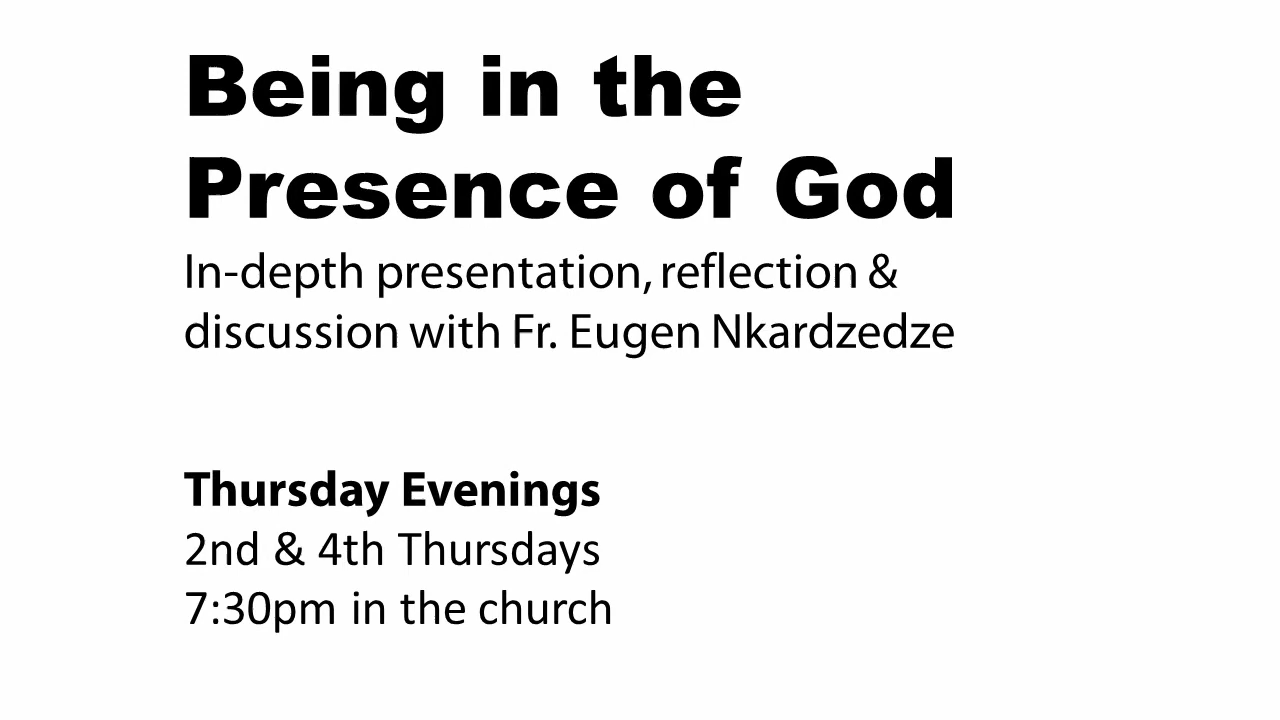 Being in the
Presence of God
In-depth presentation, reflection &
discussion with Fr. Eugen Nkardzedze
Thursday Evenings
2nd & 4th Thursdays
7:30pm in the church